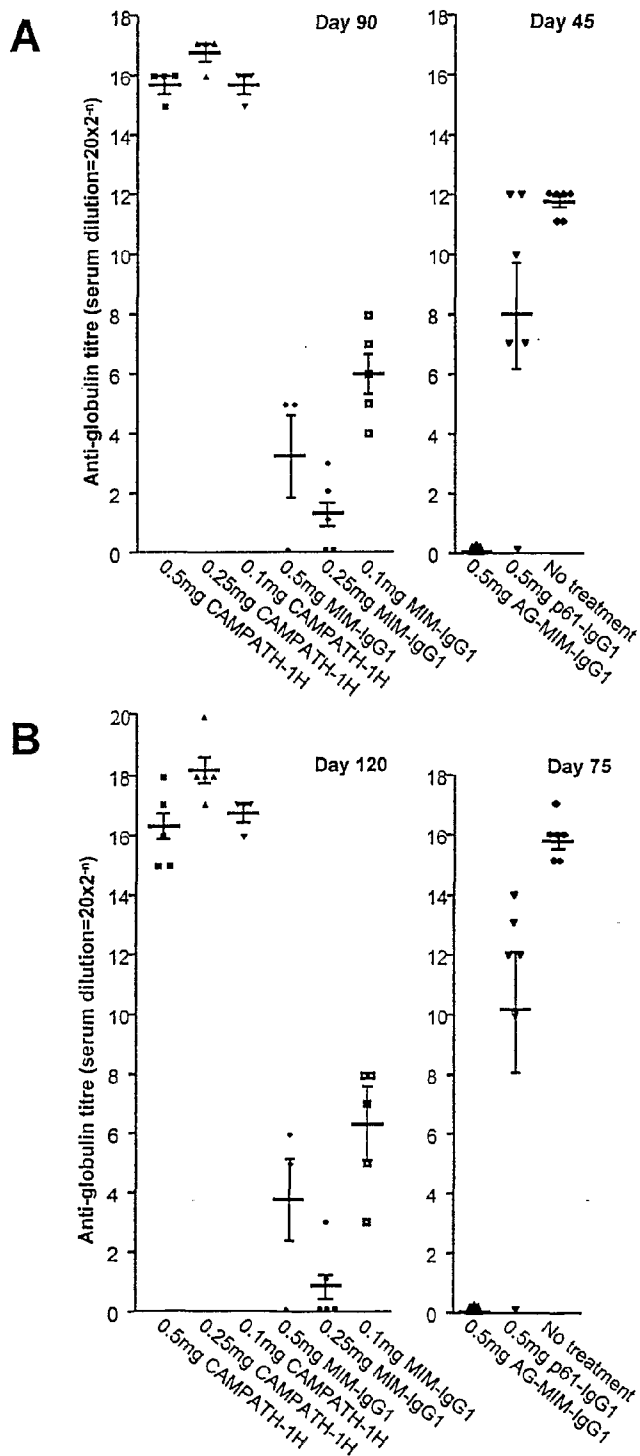 A
Day 90
Day 45
Anti-globulin titre (serum dilution=20x2-n)
18
16
14
12
10
8
6
4
2
0
18
16
14
12
10
8
6
4
2
0
0.5mg CAMPATH-1H
0.25mg CAMPATH-1H
0.1mg CAMPATH-1H
0.5mg MIM-IgG1
0.25mg MIM-IgG1
0.1mg MIM-IgG1
0.5mg AG-MIM-IgG1
0.5mg p61-IgG1
No treatment
B
Day 120
Day 75
Anti-globulin titre (serum dilution=20x2-n)
20
18
16
14
12
10
8
6
4
2
0
18
16
14
12
10
8
6
4
2
0
0.5mg CAMPATH-1H
0.25mg CAMPATH-1H
0.1mg CAMPATH-1H
0.5mg MIM-IgG1
0.25mg MIM-IgG1
0.1mg MIM-IgG1
0.5mg AG-MIM-IgG1
0.5mg p61-IgG1
No treatment